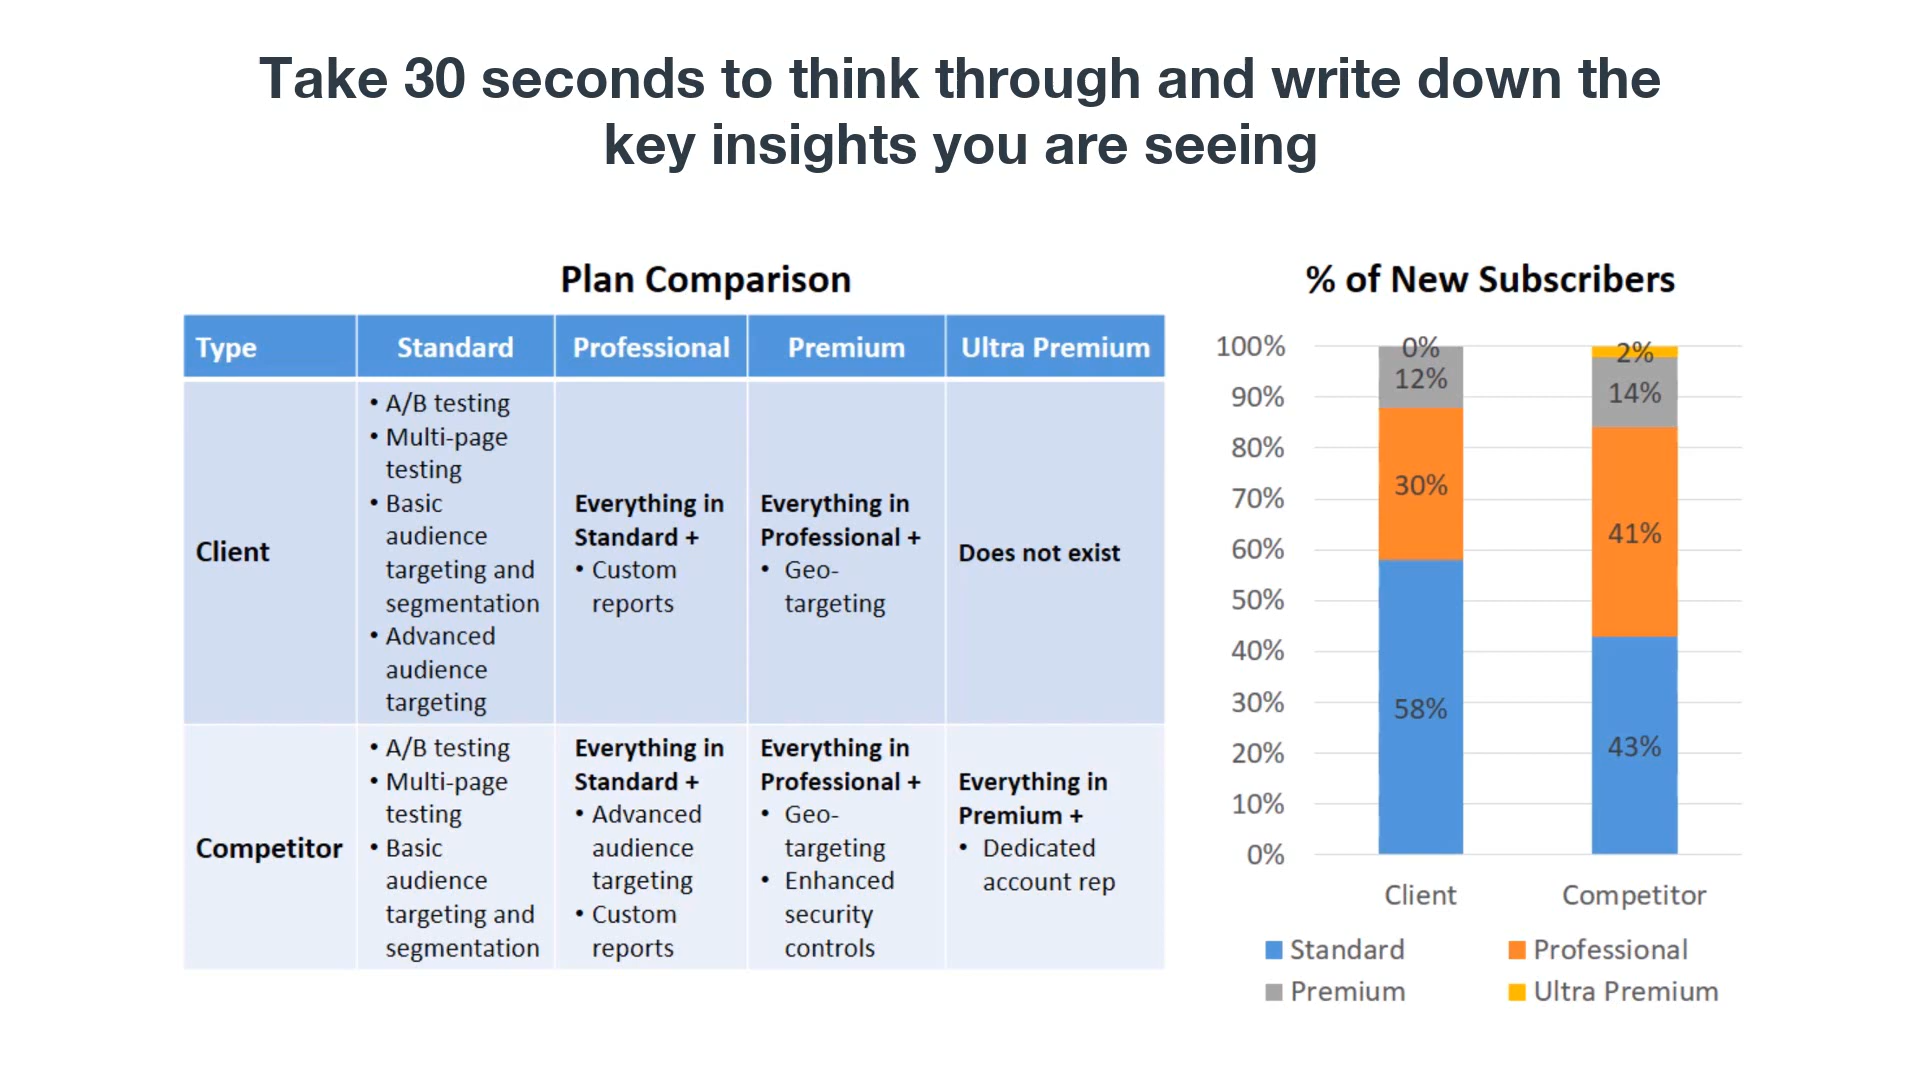 Take 30 seconds to think through and write down the
key insights you are seeing
Plan Comparison
Type
Standard
Professional
Premium
Ultra Premium
Client
• A/B testing
• Multi-page
testing
• Basic
audience
targeting and
segmentation
• Advanced
audience
targeting
Everything in
Standard +
• Custom
reports
Everything in
Professional +
• Geo-
targeting
Does not exist
Competitor
• A/B testing
• Multi-page
testing
• Basic
audience
targeting and
segmentation
Everything in
Standard +
• Advanced
audience
targeting
• Custom
reports
Everything in
Professional +
• Geo-
targeting
• Enhanced
security
controls
Everything in
Premium +
• Dedicated
account rep
% of New Subscribers
100%
90%
80%
70%
60%
50%
40%
30%
20%
10%
0%
0%
12%
30%
58%
2%
14%
41%
43%
Client
Competitor
Standard
Professional
Premium
Ultra Premium